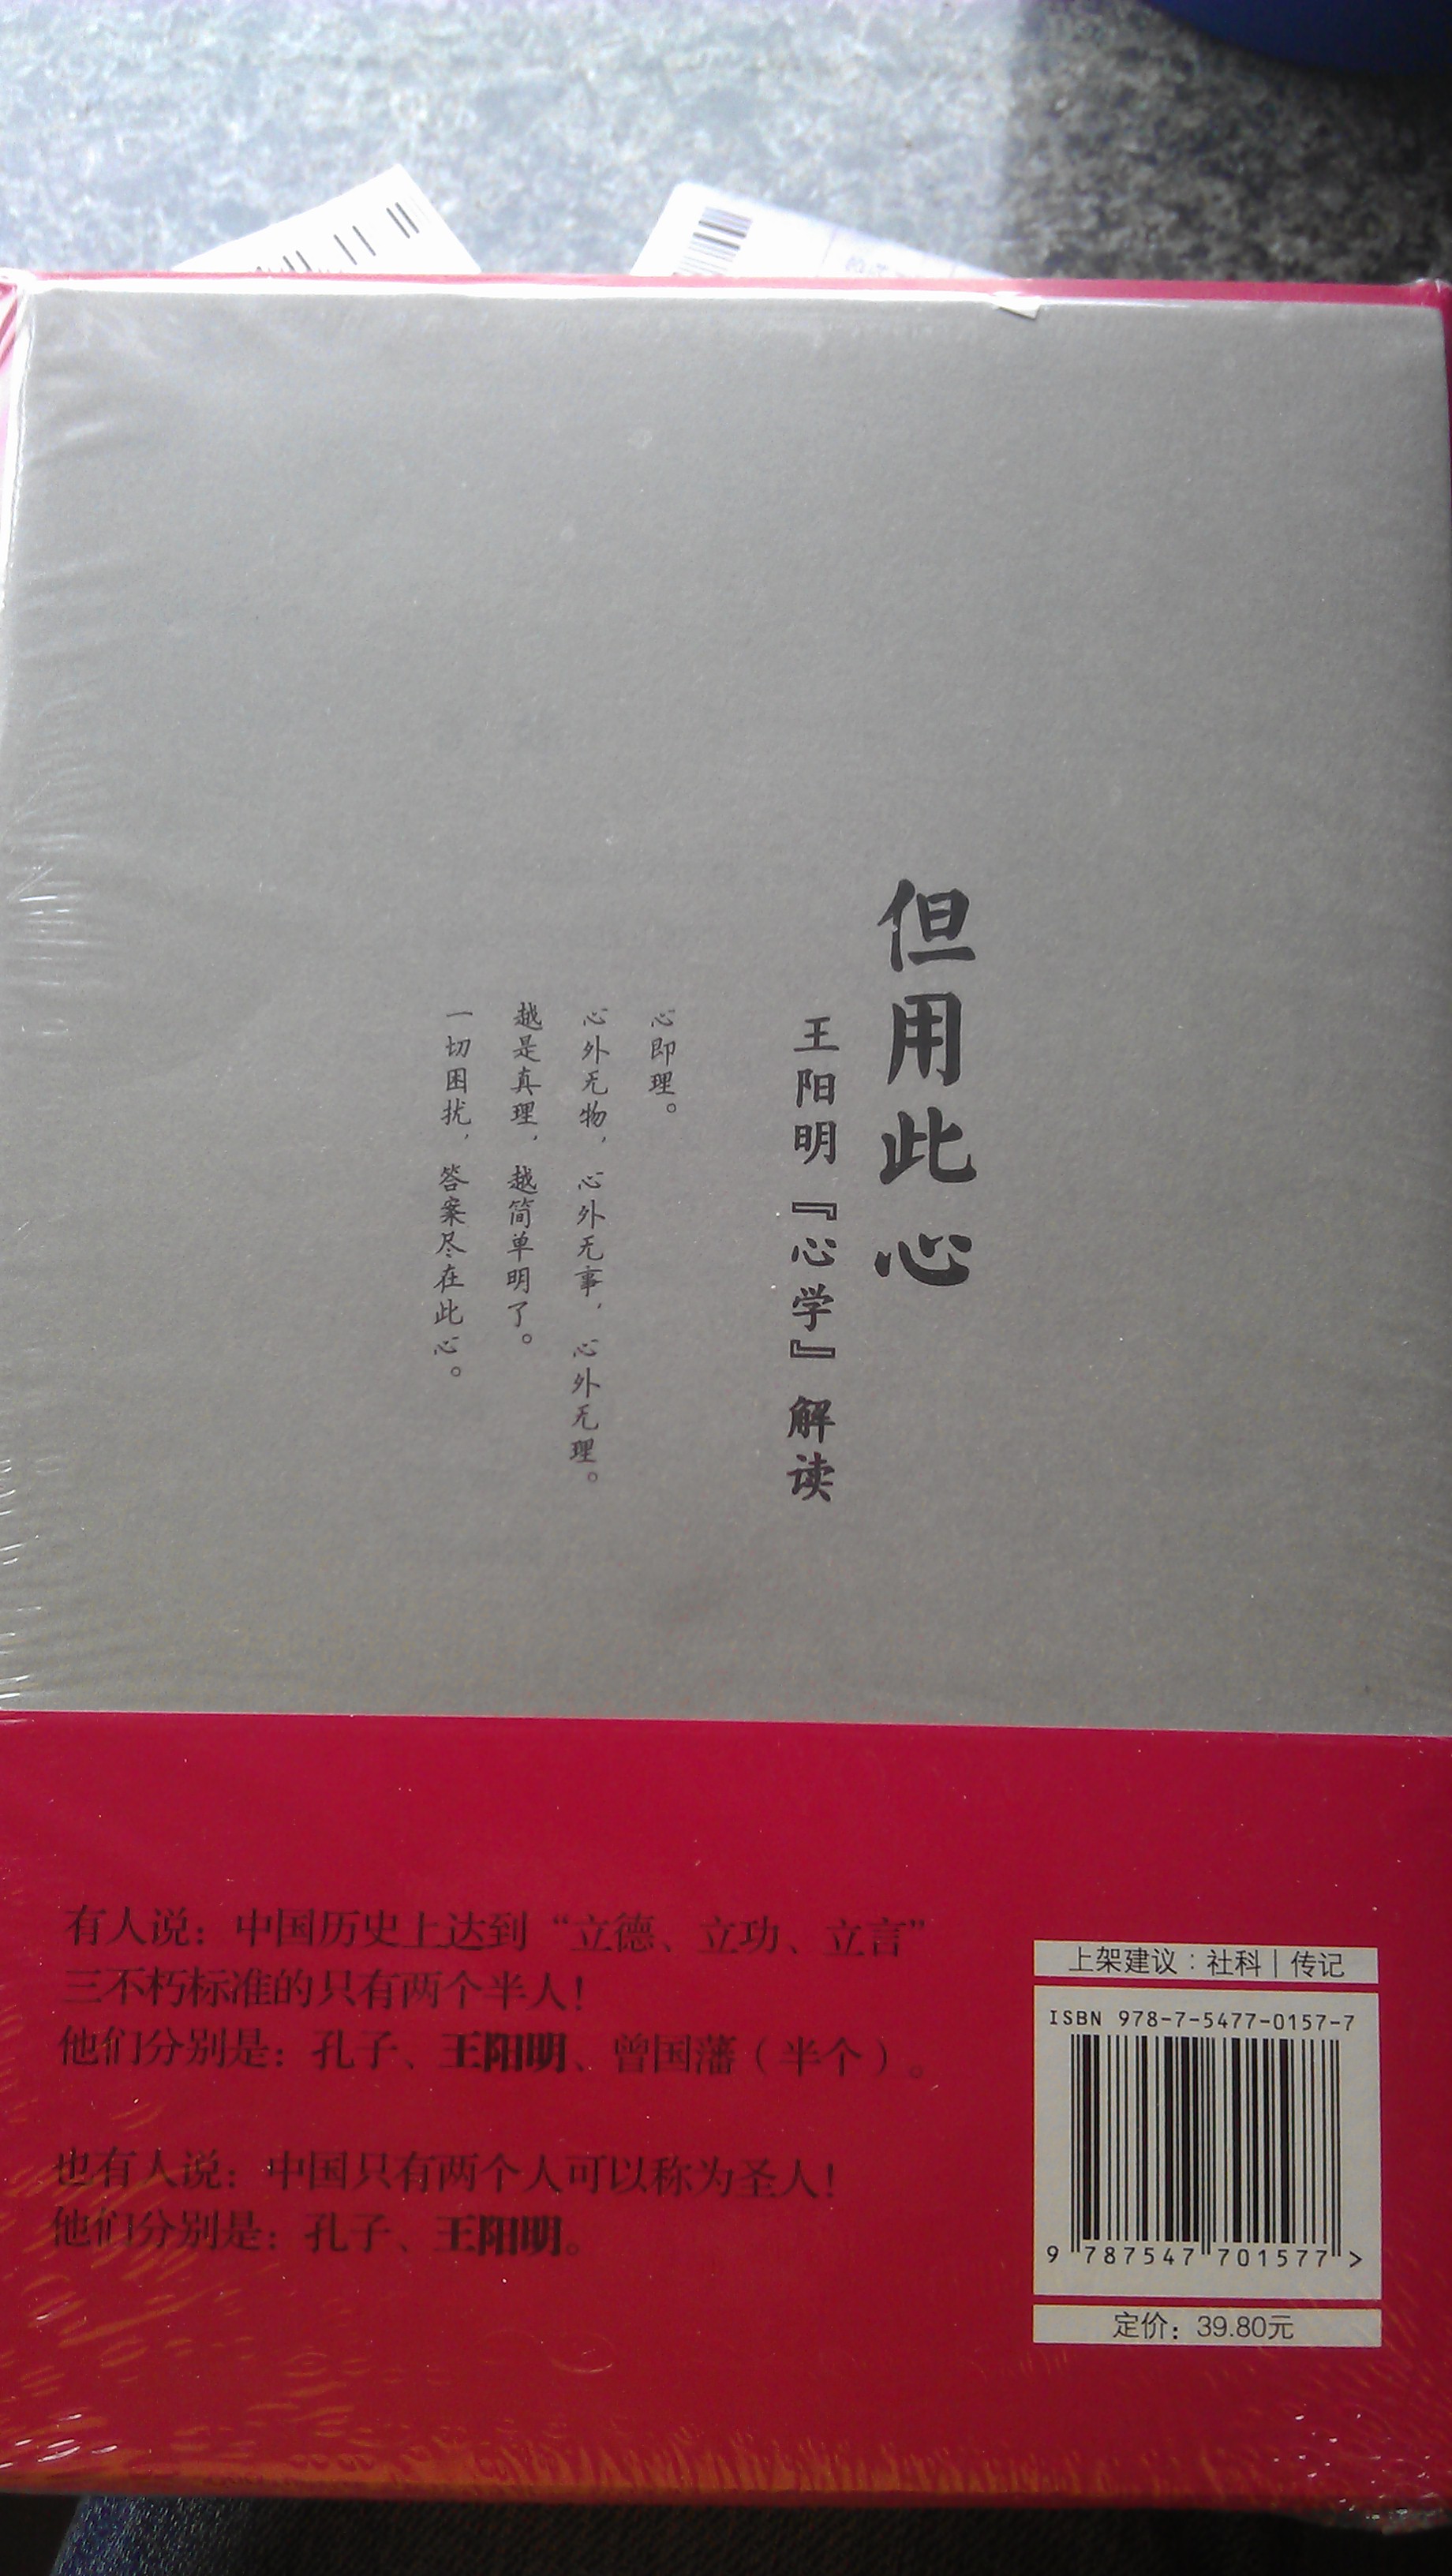 但用此心
王阳明『心学』解读
心即理。
心外无物，心外无事，心外无理。
越是真理，越简单明了。
一切困扰，答案尽在此心。
有人说：中国历史上达到“立德、立功、立言”
三不朽标准的只有两个半人！
他们分别是：孔子、王阳明、曾国藩（半个）。
也有人说：中国只有两个人可以称为圣人！
他们分别是：孔子、王阳明。
上架建议：社科｜传记
ISBN 978-7-5477-0157-7
9 787547 701577 >
定价：39.80元